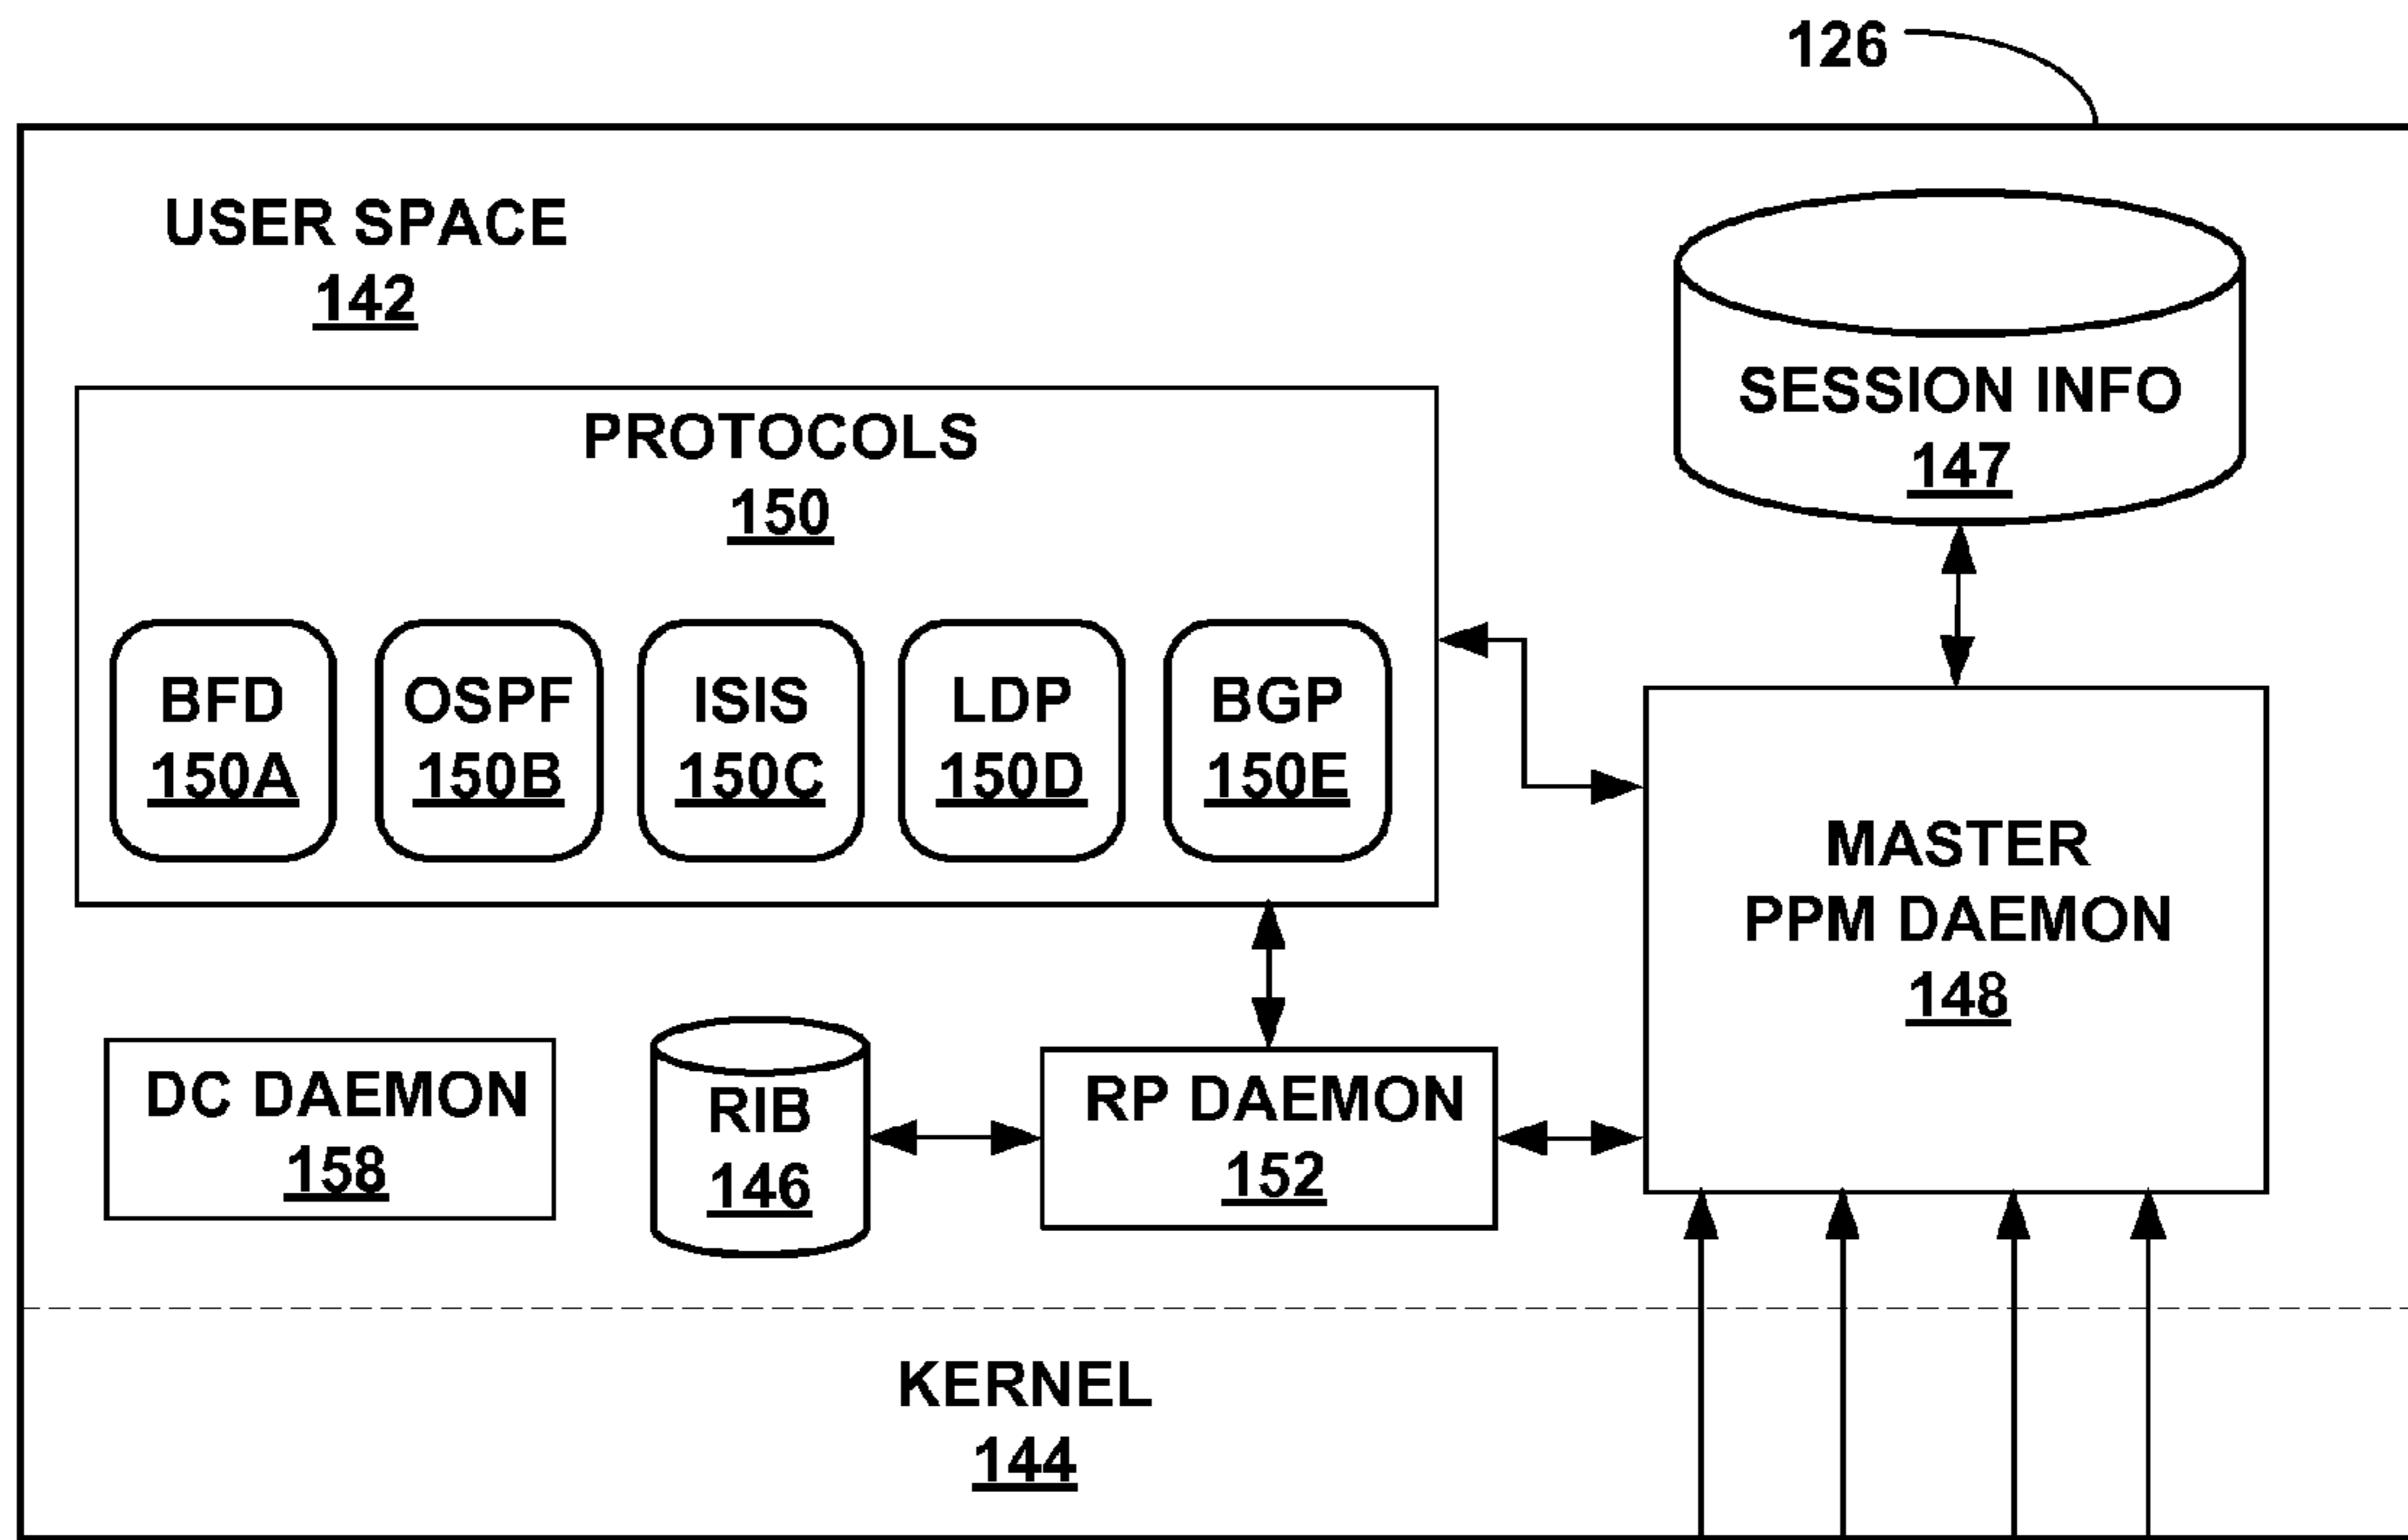 126
USER SPACE
142
SESSION INFO
147
PROTOCOLS
150
BFD
150A
OSPF
150B
ISIS
150C
LDP
150D
BGP
150E
MASTER
PPM DAEMON
148
DC DAEMON
158
RIB
146
RP DAEMON
152
KERNEL
144